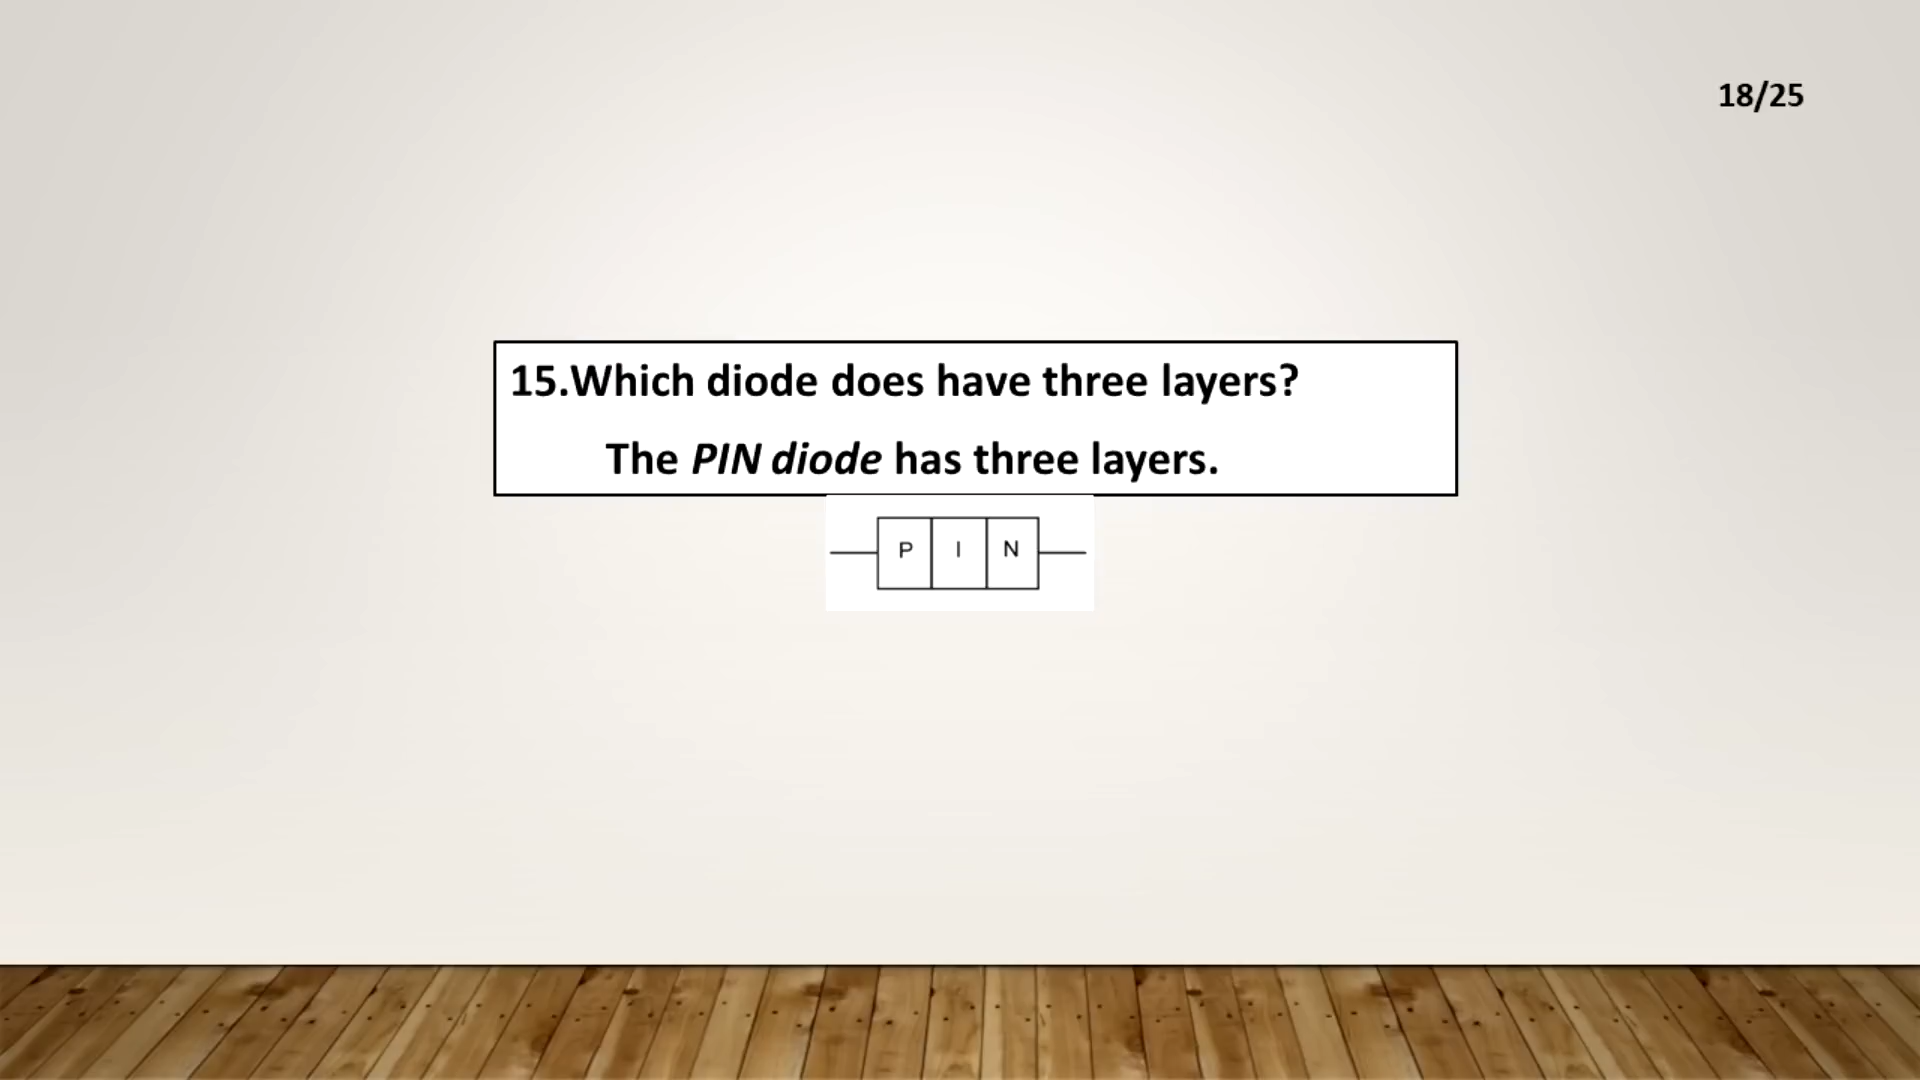 18/25
15.Which diode does have three layers?
The PIN diode has three layers.
P I N